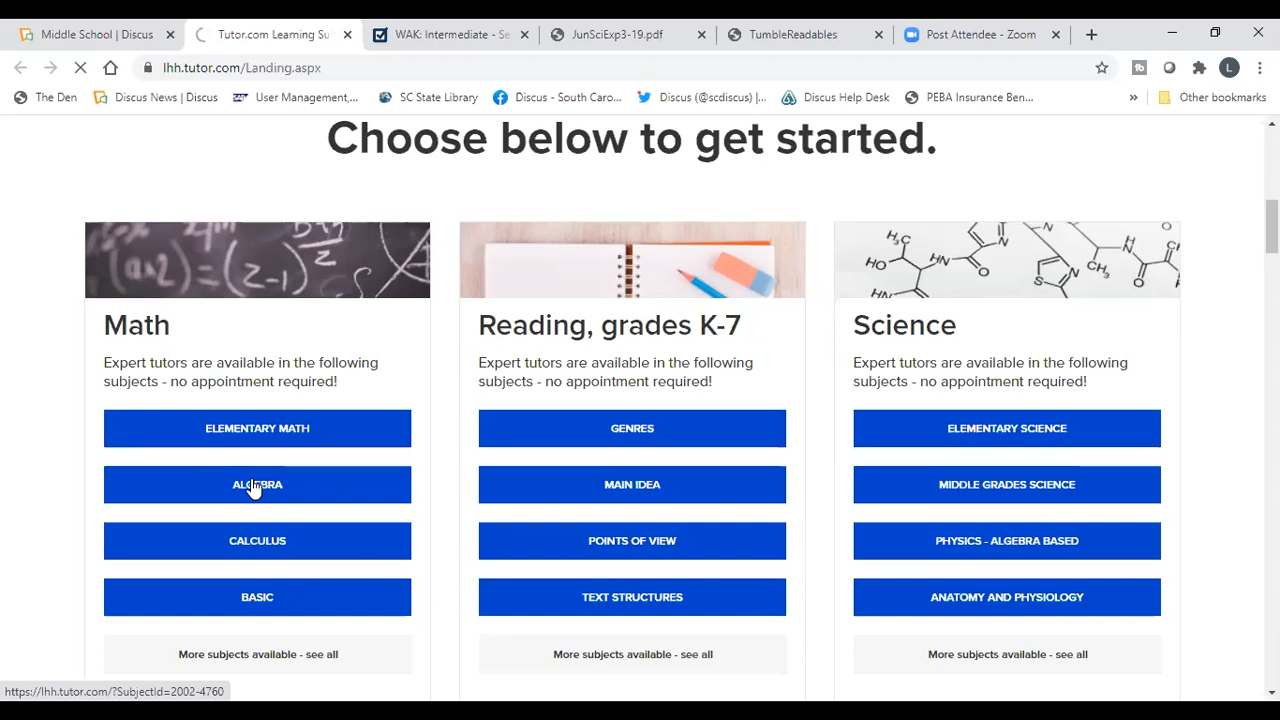 Middle School | Discus
Tutor.com Learning Su
WAK: Intermediate - Se
JunSciExp3-19.pdf
TumbleReadables
Post Attendee - Zoom
lhh.tutor.com/Landing.aspx
L
The Den
Discus News | Discus
User Management,...
SC State Library
Discus - South Caro...
Discus (@scdiscus) |...
Discus Help Desk
PEBA Insurance Ben...
»
Other bookmarks
Choose below to get started.
Math
Expert tutors are available in the following
subjects - no appointment required!
ELEMENTARY MATH
ALGEBRA
CALCULUS
BASIC
More subjects available - see all
Reading, grades K-7
Expert tutors are available in the following
subjects - no appointment required!
GENRES
MAIN IDEA
POINTS OF VIEW
TEXT STRUCTURES
More subjects available - see all
Science
Expert tutors are available in the following
subjects - no appointment required!
ELEMENTARY SCIENCE
MIDDLE GRADES SCIENCE
PHYSICS - ALGEBRA BASED
ANATOMY AND PHYSIOLOGY
More subjects available - see all
https://lhh.tutor.com/?SubjectId=2002-4760